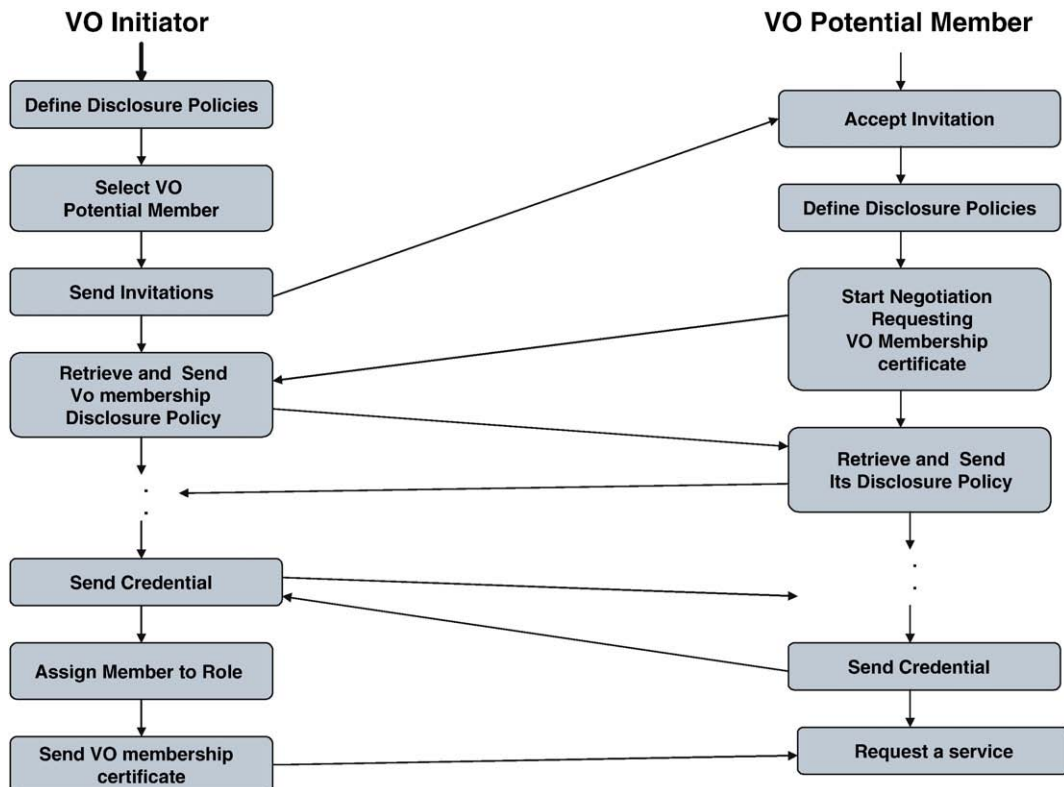 VO Initiator
Define Disclosure Policies
Select VO
Potential Member
Send Invitations
Retrieve and Send
Vo membership
Disclosure Policy
:
Send Credential
Assign Member to Role
Send VO membership
certificate
VO Potential Member
Accept Invitation
Define Disclosure Policies
Start Negotiation
Requesting
VO Membership
certificate
Retrieve and Send
Its Disclosure Policy
:
Send Credential
Request a service